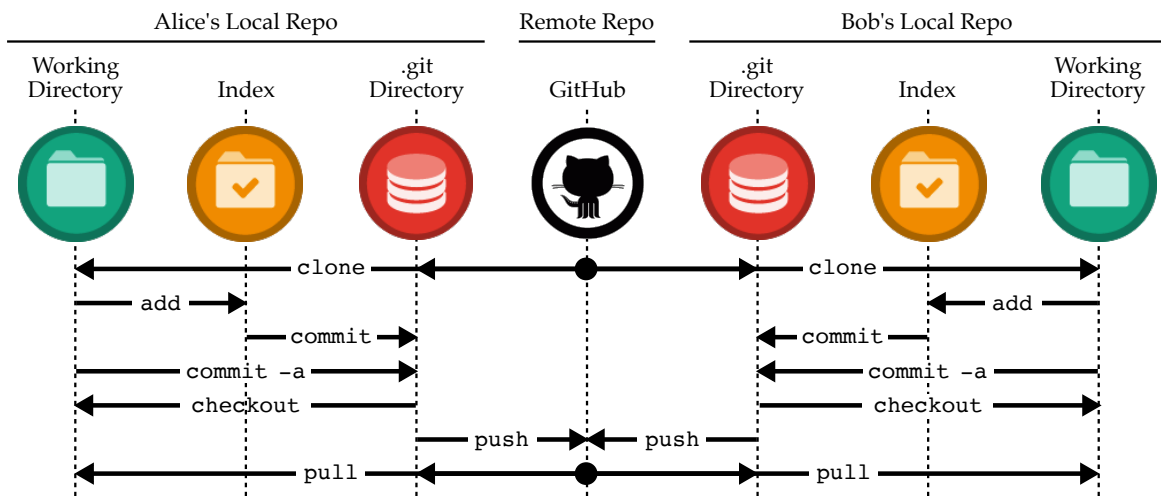 Alice's Local Repo
Remote Repo
Bob's Local Repo
Working
Directory
Index
.git
Directory
GitHub
.git
Directory
Index
Working
Directory
clone
clone
add
add
commit
commit
commit -a
commit -a
checkout
checkout
push
push
pull
pull